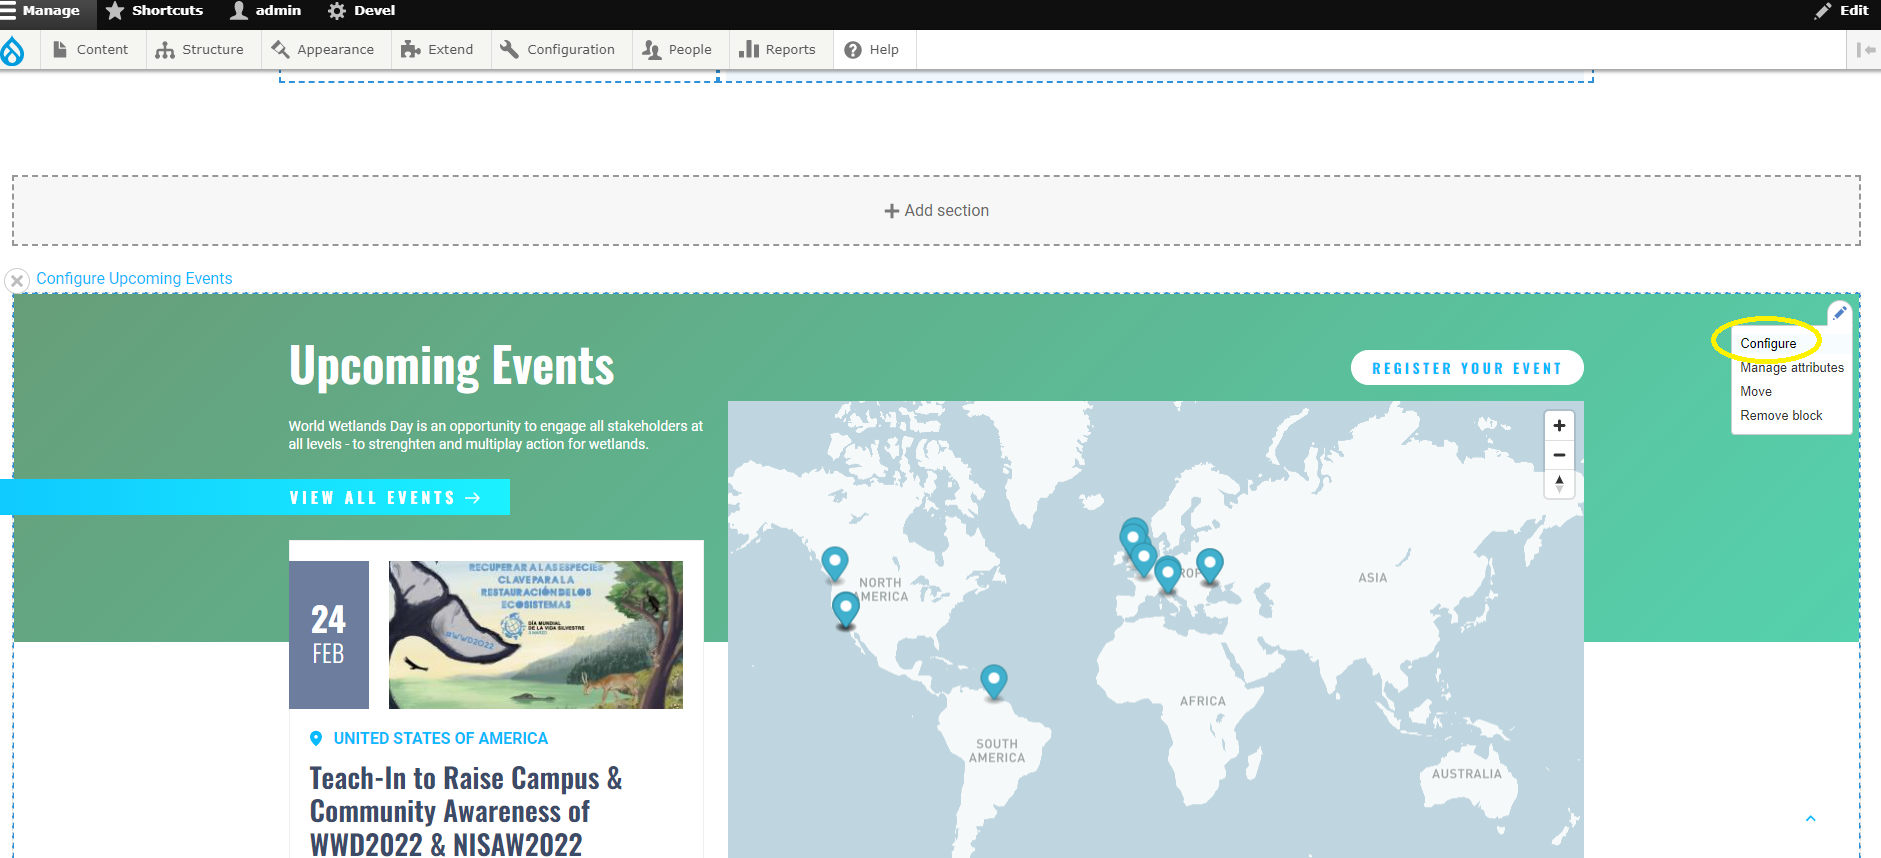 Manage Shortcuts admin Devel Edit
Content Structure Appearance Extend Configuration People Reports Help
Add section
Configure Upcoming Events
Upcoming Events
REGISTER YOUR EVENT
Configure
Manage attributes
Move
Remove block
World Wetlands Day is an opportunity to engage all stakeholders at
all levels - to strenghten and multiplay action for wetlands.
VIEW ALL EVENTS
24
FEB
RECUPERAR A LAS ESPECIES
CLAVE PARA LA
RESTAURACIÓN DE LOS
ECOSISTEMAS
DÍA MUNDIAL
DE LA VIDA SILVESTRE
3 MARZO
#WWD2022
UNITED STATES OF AMERICA
Teach-In to Raise Campus &
Community Awareness of
WWD2022 & NISAW2022
NORTH
AMERICA
ASIA
AFRICA
SOUTH
AMERICA
AUSTRALIA